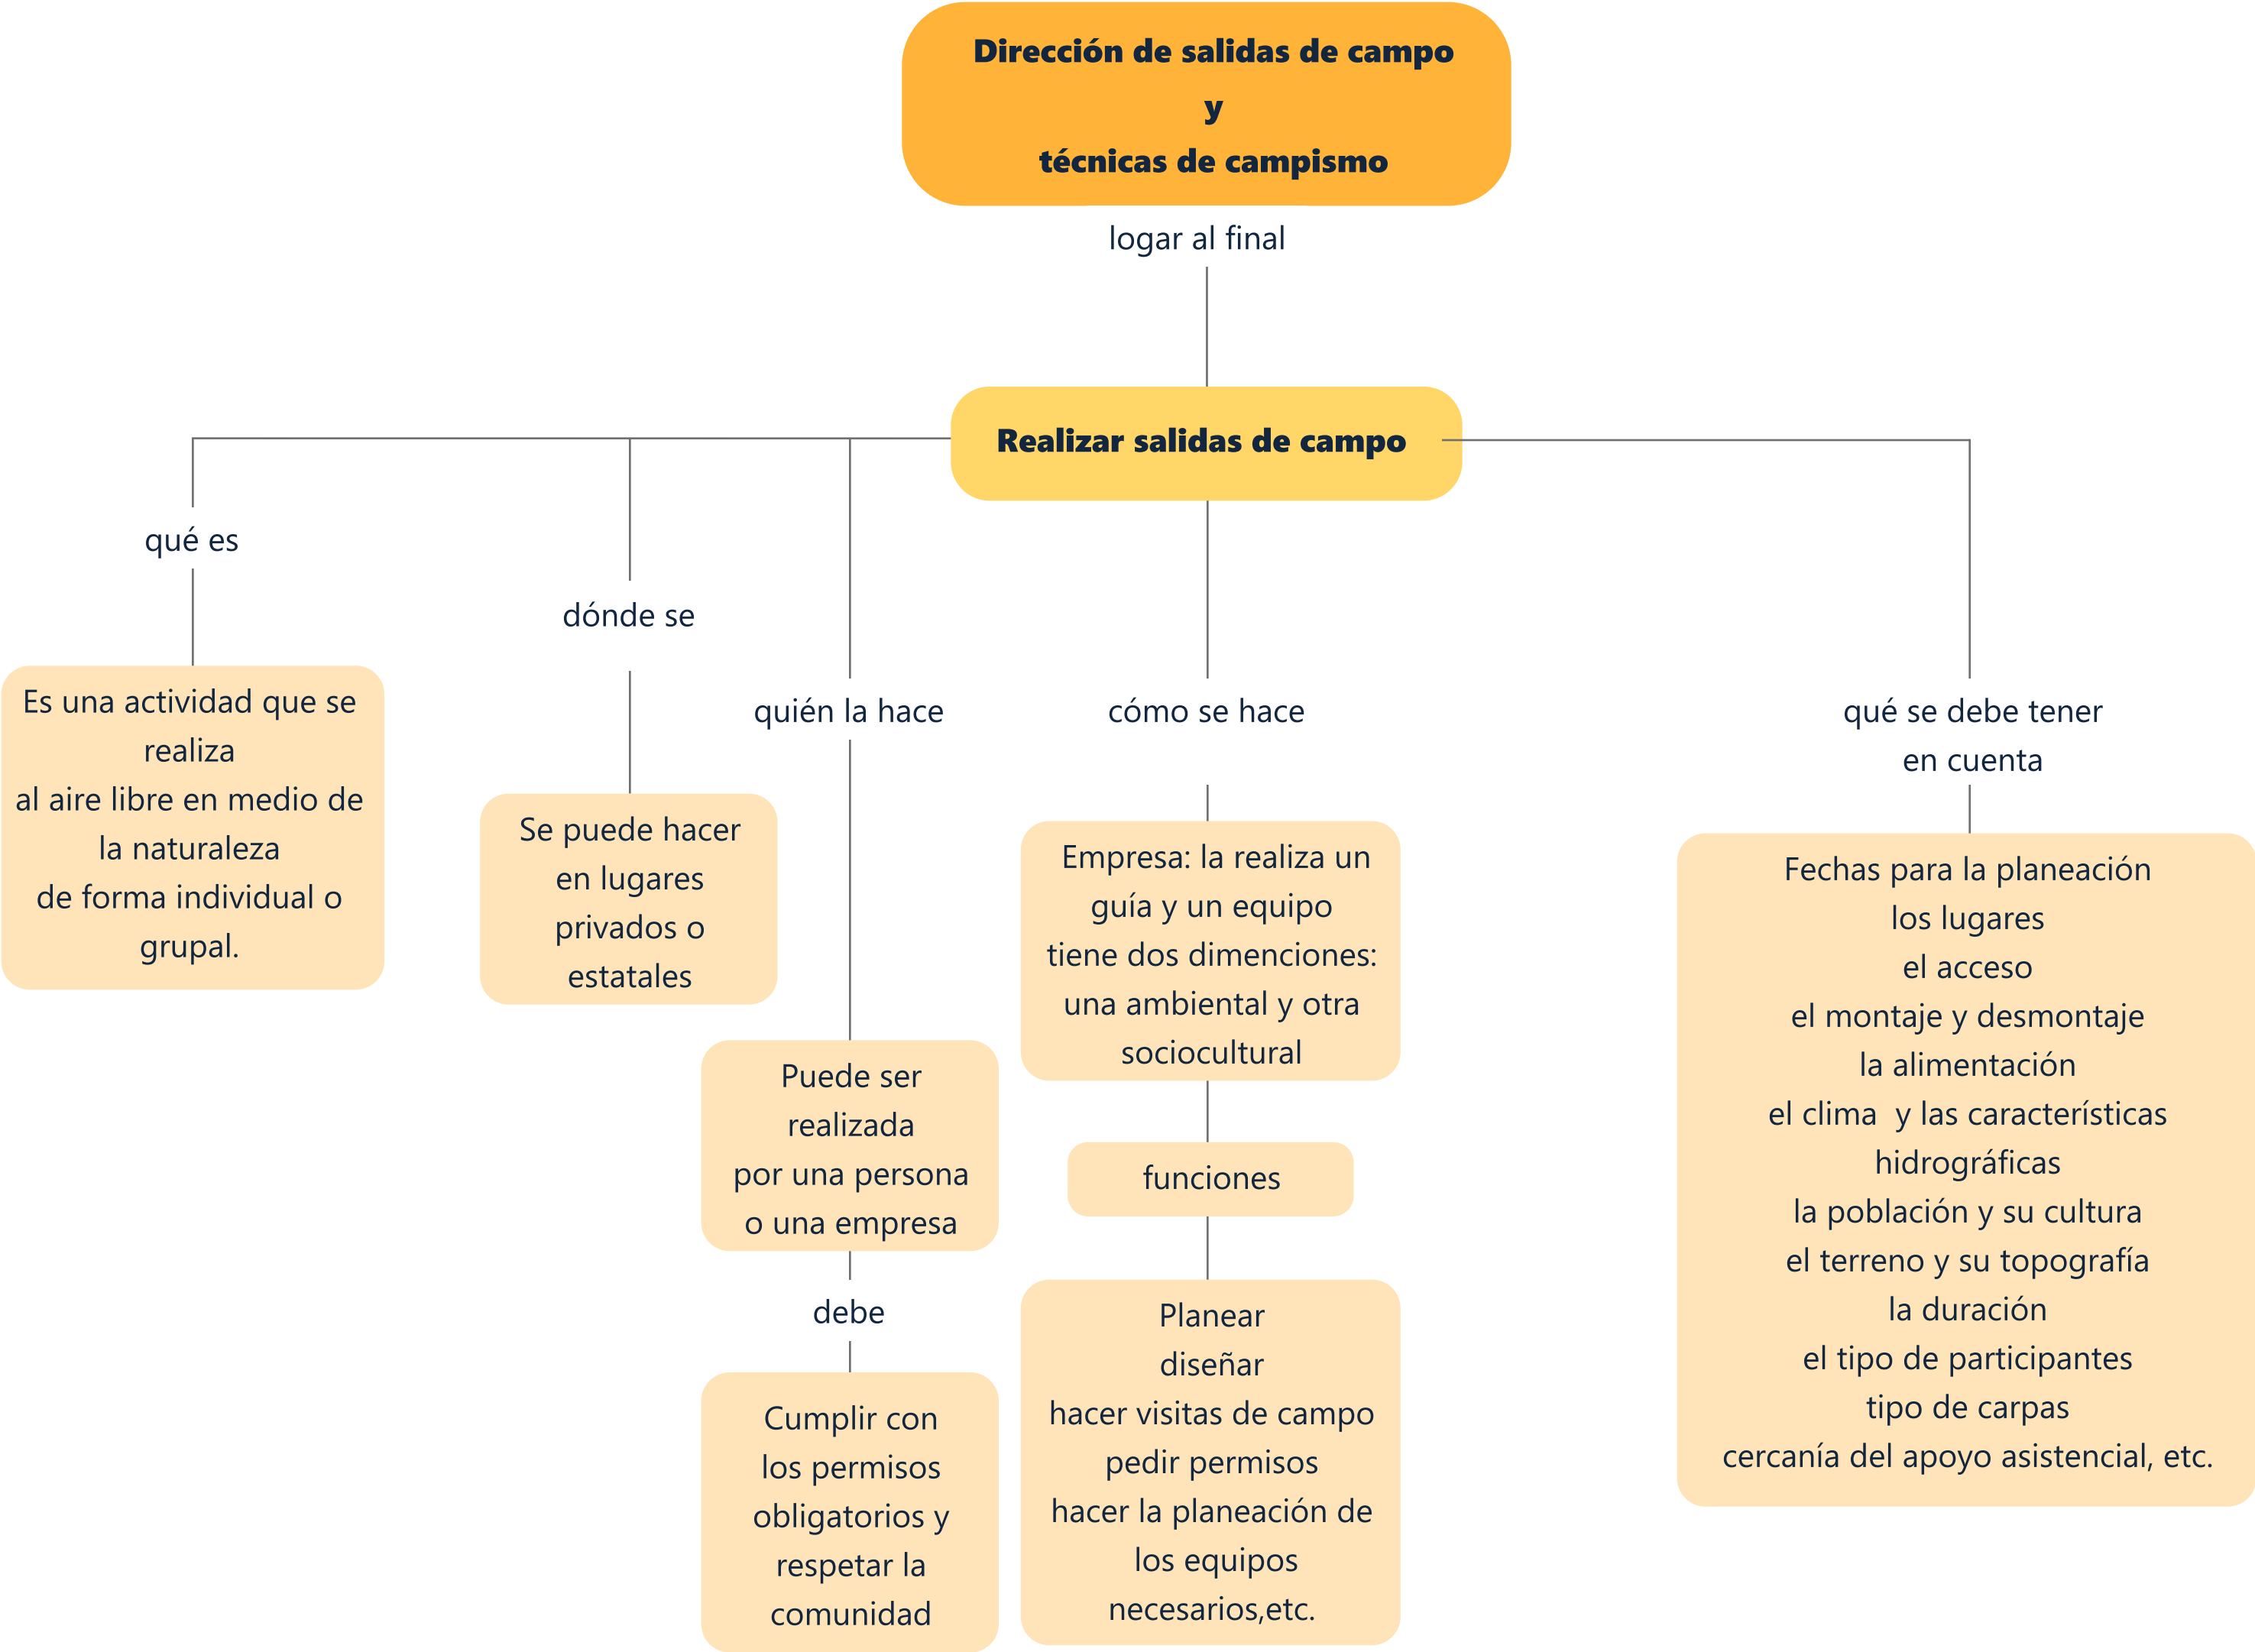 Dirección de salidas de campo
y
técnicas de campismo
logar al final
Realizar salidas de campo
qué es
Es una actividad que se
realiza
al aire libre en medio de
la naturaleza
de forma individual o
grupal.
dónde se
Se puede hacer
en lugares
privados o
estatales
quién la hace
Puede ser
realizada
por una persona
o una empresa
debe
Cumplir con
los permisos
obligatorios y
respetar la
comunidad
cómo se hace
Empresa: la realiza un
guía y un equipo
tiene dos dimenciones:
una ambiental y otra
sociocultural
funciones
Planear
diseñar
hacer visitas de campo
pedir permisos
hacer la planeación de
los equipos
necesarios,etc.
qué se debe tener
en cuenta
Fechas para la planeación
los lugares
el acceso
el montaje y desmontaje
la alimentación
el clima  y las características
hidrográficas
la población y su cultura
el terreno y su topografía
la duración
el tipo de participantes
tipo de carpas
cercanía del apoyo asistencial, etc.